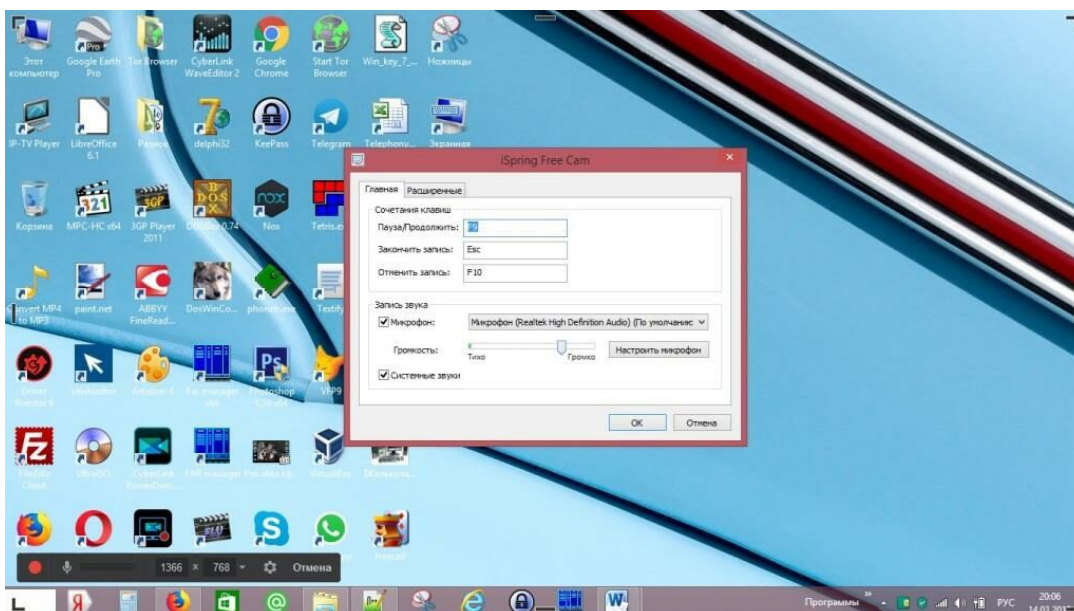 Этот компьютер
Google Earth Pro
Tor Browser
CyberLink WaveEditor 2
Google Chrome
Start Tor Browser
Win_key_7_...
Ножницы
IP-TV Player
LibreOffice 6.1
delphi32
KeePass
Telegram
Telephony...
Экранная
iSpring Free Cam
Главная
Расширенные
Сочетания клавиш
Пауза/Продолжить:
F9
Закончить запись:
Esc
Отменить запись:
F10
Запись звука
Микрофон:
Микрофон (Realtek High Definition Audio) (По умолчанию
Громкость:
Тихо
Громко
Настроить микрофон
Системные звуки
OK
Отмена
Корзина
MPC-HC x64
3GP Player 2011
DOSBox 0.74
Nox
Tetris.ex
Convert MP4 to MP3
paint.net
ABBYY FineRead...
DosWinCo...
Testify
VFP9
1366 × 768
Отмена
Программы
РУС
20:06